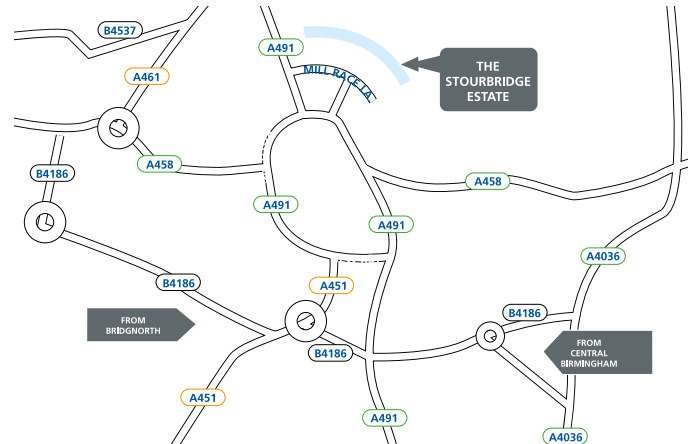 B4537
A491
A461
MILL RACE LA
THE
STOURBRIDGE
ESTATE
A458
B4186
A458
A491
A491
A4036
B4186
A451
B4186
FROM
BRIDGNORTH
B4186
FROM
CENTRAL
BIRMINGHAM
A451
A491
A4036